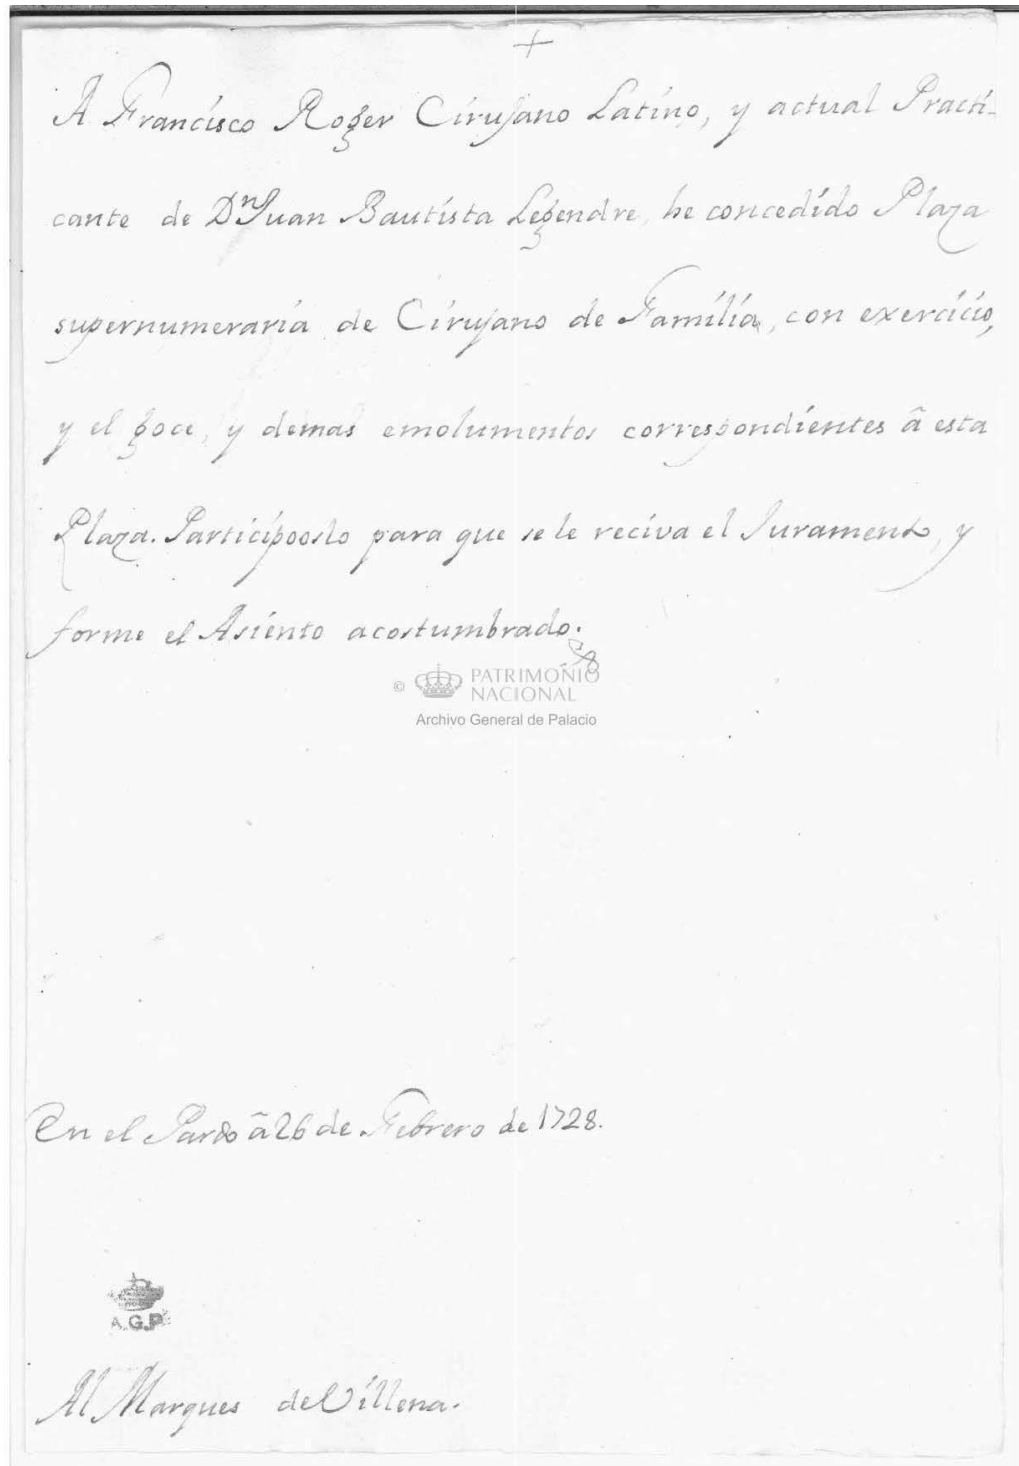 +
A Francisco Roger Cirujano Latino, y actual Practi-
cante de Dn Juan Bautista Legendre, he concedido Plaza
supernumeraria de Cirujano de Familia, con exercicio,
y el goce, y demas emolumentos correspondientes â esta
Plaza. Participooslo para que se le reciva el Juramento, y
forme el Asiento acostumbrado.
© PATRIMONIO
NACIONAL
Archivo General de Palacio
En el Pardo â 26 de Febrero de 1728.
A.G.P.
Al Marques de Villena.